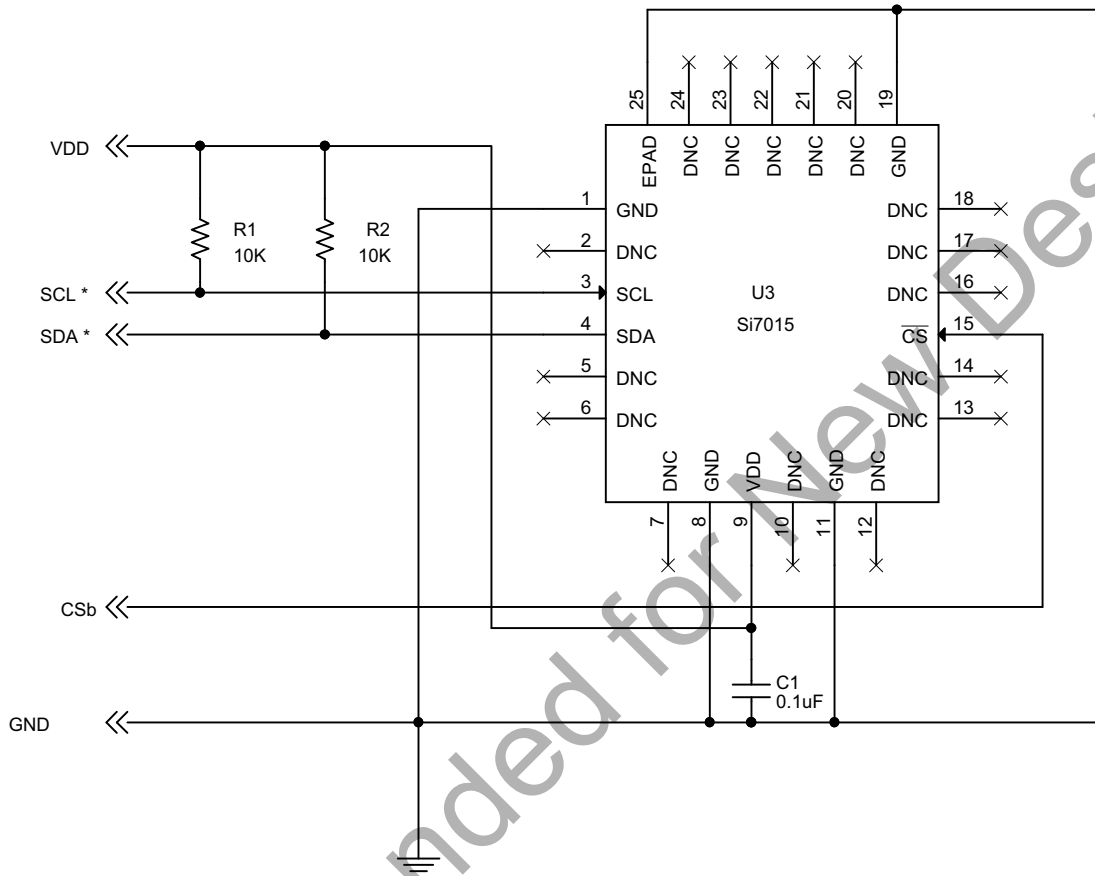 25
24
23
22
21
20
19
EPAD
DNC
DNC
DNC
DNC
DNC
GND
VDD
R1
10K
R2
10K
SCL *
SDA *
1
GND
2
DNC
3
SCL
4
SDA
5
DNC
6
DNC
U3
Si7015
DNC
18
DNC
17
DNC
16
CS
15
DNC
14
DNC
13
DNC
GND
VDD
DNC
GND
DNC
7
8
9
10
11
12
CSb
C1
0.1uF
GND
nded for New Des